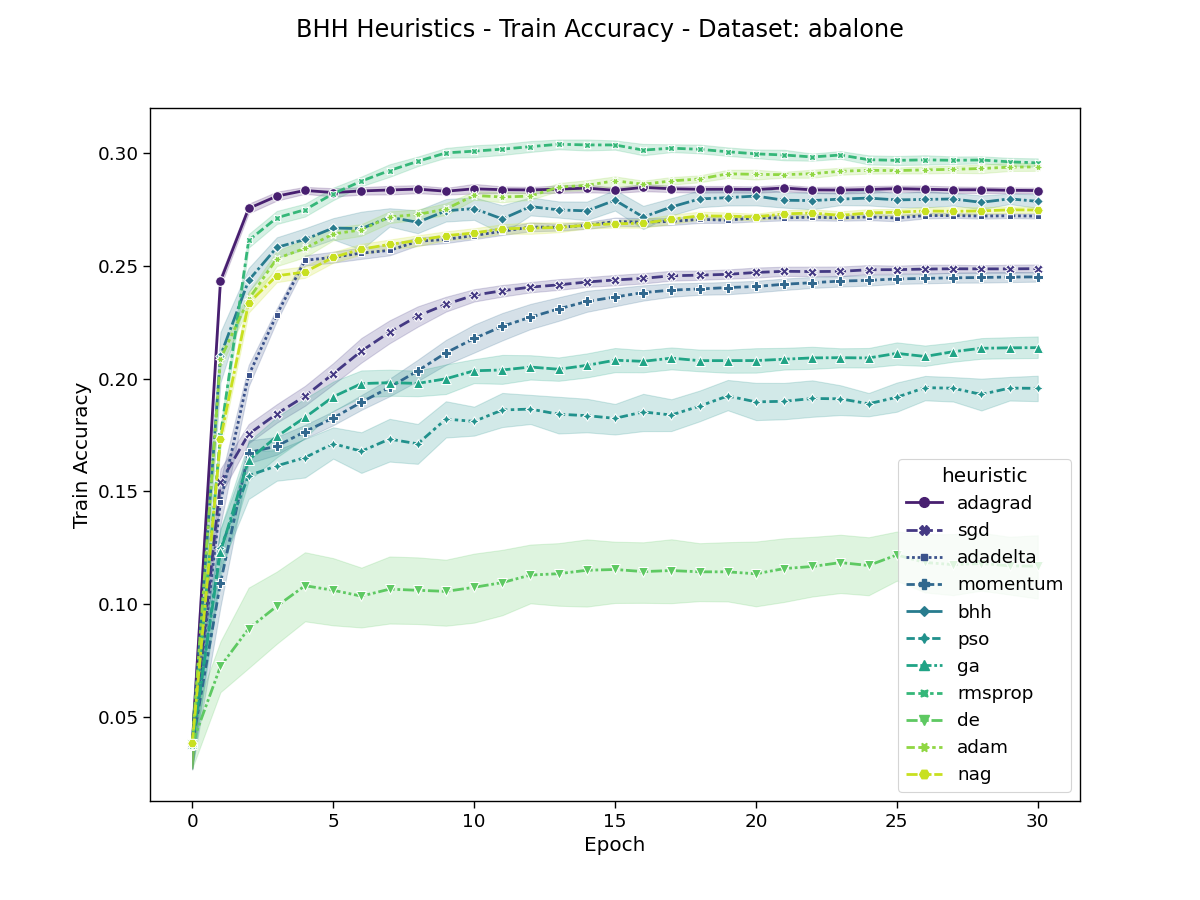 BHH Heuristics - Train Accuracy - Dataset: abalone
0.30
0.25
0.20
0.15
0.10
0.05
Train Accuracy
heuristic
adagrad
sgd
adadelta
momentum
bhh
pso
ga
rmsprop
de
adam
nag
0 5 10 15 20 25 30
Epoch